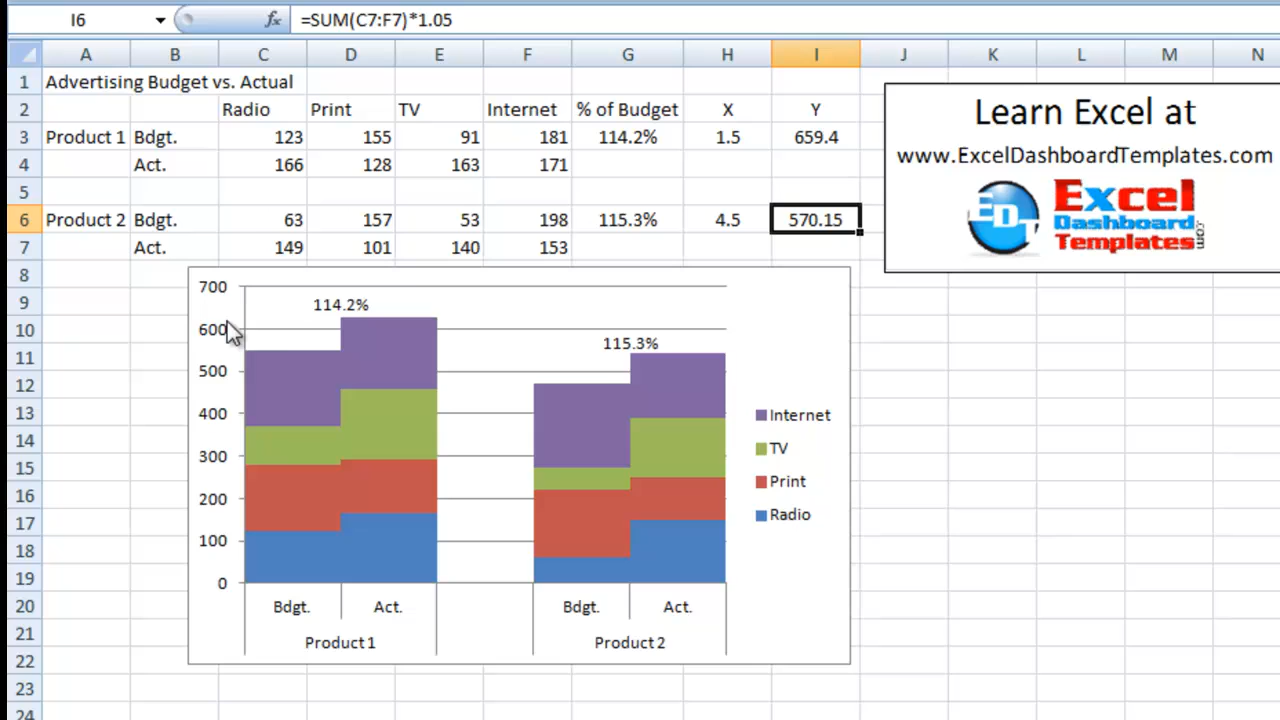 I6 fx =SUM(C7:F7)*1.05
A B C D E F G H I J K L M N
1 Advertising Budget vs. Actual
2 Radio Print TV Internet % of Budget X Y
3 Product 1 Bdgt. 123 155 91 181 114.2% 1.5 659.4
4 Act. 166 128 163 171
5
6 Product 2 Bdgt. 63 157 53 198 115.3% 4.5 570.15
7 Act. 149 101 140 153
8
9
10
11
12
13
14
15
16
17
18
19
20
21
22
23
24
Learn Excel at
www.ExcelDashboardTemplates.com
EDT
Excel
Dashboard
Templates.com
700
600
500
400
300
200
100
0
114.2%
115.3%
Internet
TV
Print
Radio
Bdgt. Act. Bdgt. Act.
Product 1 Product 2